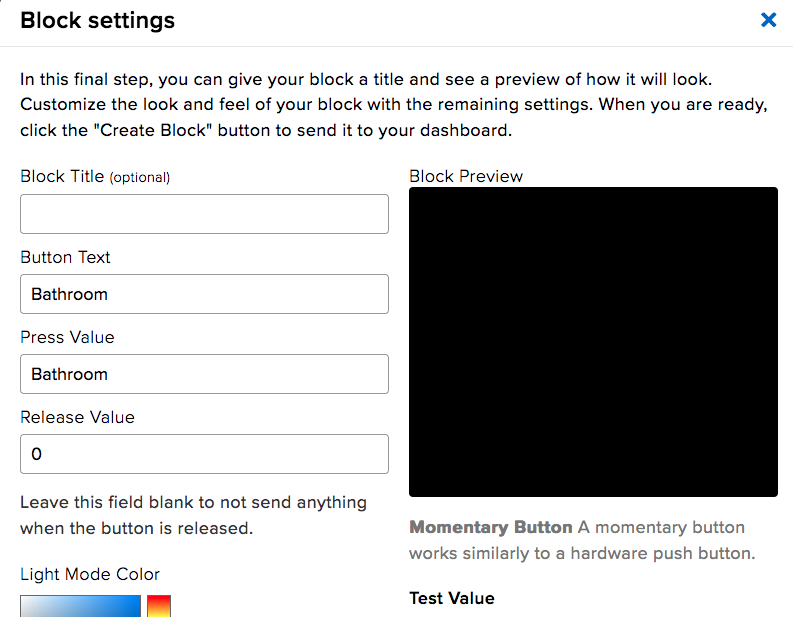 Block settings
In this final step, you can give your block a title and see a preview of how it will look.
Customize the look and feel of your block with the remaining settings. When you are ready,
click the "Create Block" button to send it to your dashboard.
Block Title (optional)
Button Text
Bathroom
Press Value
Bathroom
Release Value
0
Leave this field blank to not send anything
when the button is released.
Light Mode Color
Block Preview
Momentary Button A momentary button
works similarly to a hardware push button.
Test Value